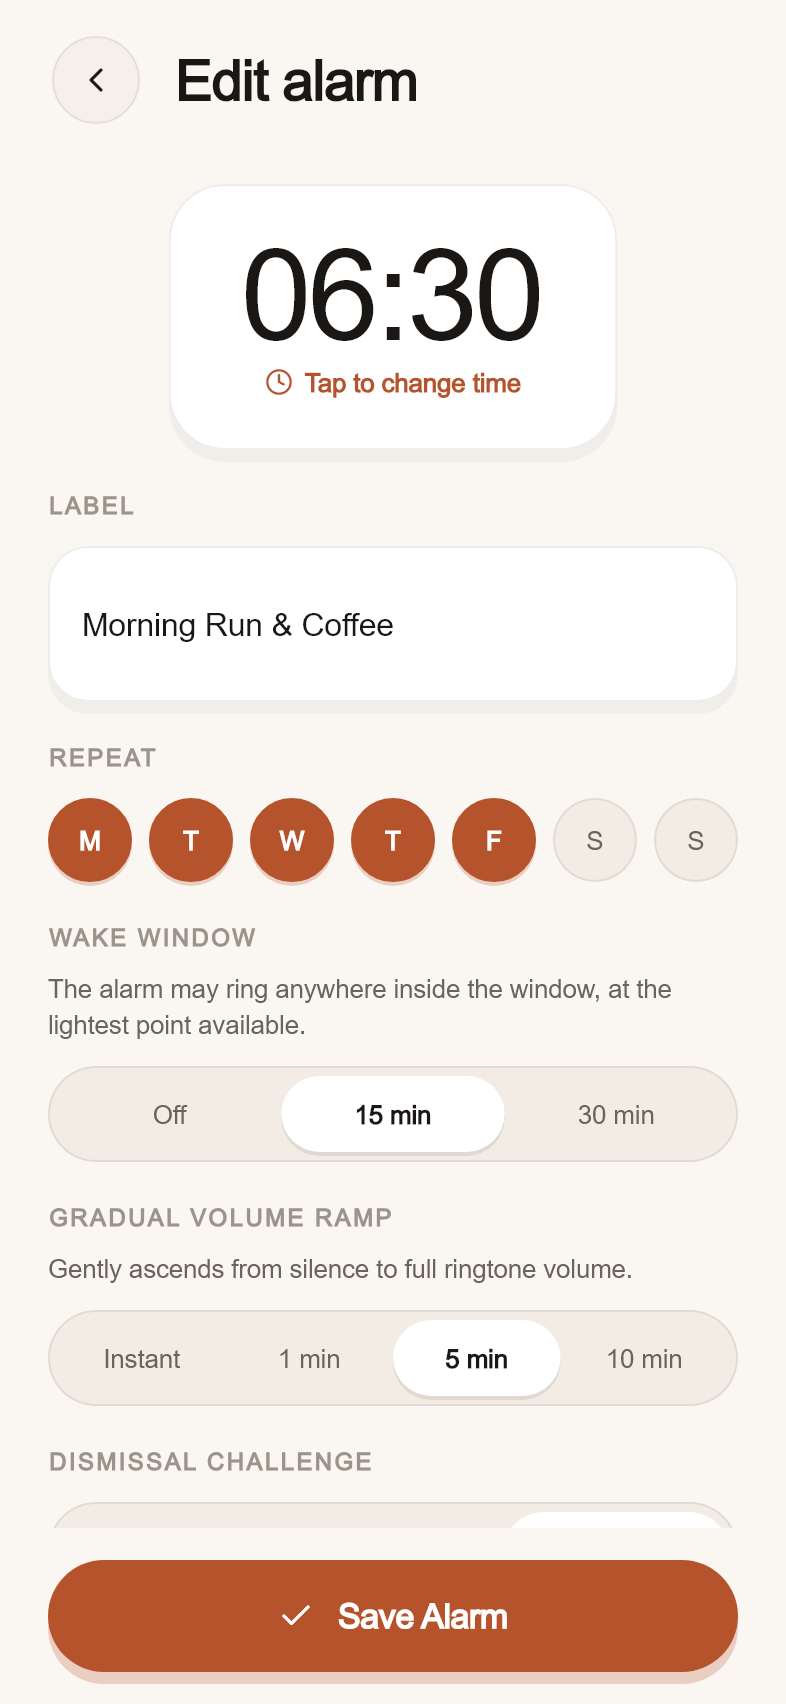 Edit alarm
06:30
Tap to change time
LABEL
Morning Run & Coffee
REPEAT
M T W T F S S
WAKE WINDOW
The alarm may ring anywhere inside the window, at the
lightest point available.
Off 15 min 30 min
GRADUAL VOLUME RAMP
Gently ascends from silence to full ringtone volume.
Instant 1 min 5 min 10 min
DISMISSAL CHALLENGE
Save Alarm